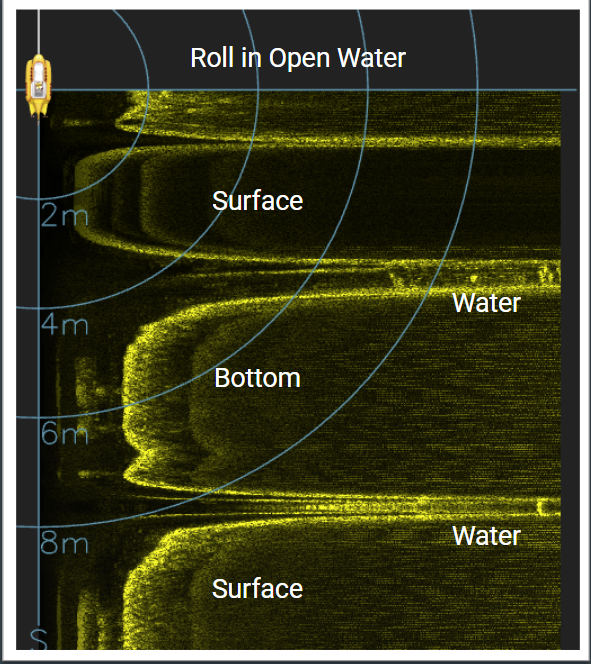 Roll in Open Water
Surface
2m
Water
4m
Bottom
6m
Water
8m
Surface
S